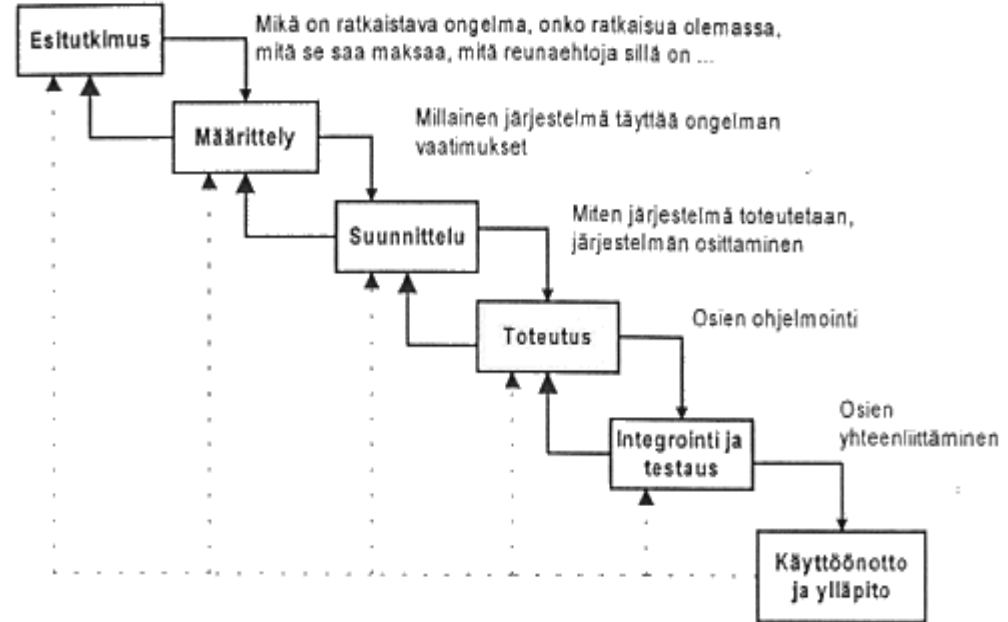 Esitutkimus
Mikä on ratkaistava ongelma, onko ratkaisua olemassa,
mitä se saa maksaa, mitä reunaehtoja sillä on ...
Määrittely
Millainen järjestelmä täyttää ongelman
vaatimukset
Suunnittelu
Miten järjestelmä toteutetaan,
järjestelmän osittaminen
Toteutus
Osien ohjelmointi
Integrointi ja
testaus
Osien
yhteenliittäminen
Käyttöönotto
ja ylläpito